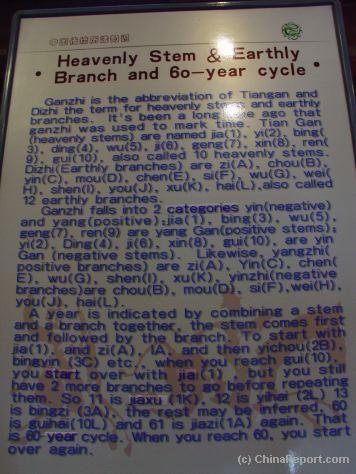 中国传统历法知识
Heavenly Stem & Earthly
• Branch and 60-year cycle •
Ganzhi is the abbreviation of Tiangan and
Dizhi the term for heavenly stems and earthly
branches. It's been a long time ago that
ganzhi was used to mark time. Tian Gan
(heavenly stems) are named jia(1), yi(2), bing(
3), ding(4), wu(5), ji(6), geng(7), xin(8), ren(
9), gui(10), also called 10 heavenly stems.
Dizhi(Earthly branches) are zi(A), chou(B),
yin(C), mou(D), chen(E), si(F), wu(G), wei(
H), shen(I), you(J), xu(K), hai(L),also called
12 earthly branches.
Ganzhi falls into 2 categories yin(negative)
and yang(positive);jia(1), bing(3), wu(5),
geng(7), ren(9) are yang Gan(positive stems);
yi(2), Ding(4), ji(6), xin(8), gui(10), are yin
Gan (negative stems). Likewise, yangzhi(
positive branches) are zi(A), Yin(C), chen(
E), wu(G), shen(I), xu(K), yinzhi(negative
branches)are chou(B), mou(D), si(F),wei(H),
you(J), hai(L).
A year is indicated by combining a stem
and a branch together, the stem comes first
and followed by the branch. To start with
jia(1), and zi(A), IA, and then yichou(2B),
bingyin (3C) etc., when you reach gui(10),
you start over with jia(1) but you still
have 2 more branches to go before repeating
them. So 11 is jiaxu (1K), 12 is yihai (2L) 13
is bingzi (3A), the rest may be inferred, 60
is guihai(10L) and 61 is jiazi(1A) again. That
is 60-year cycle. When you reach 60, you start
over again.
(c) ChinaReport.com